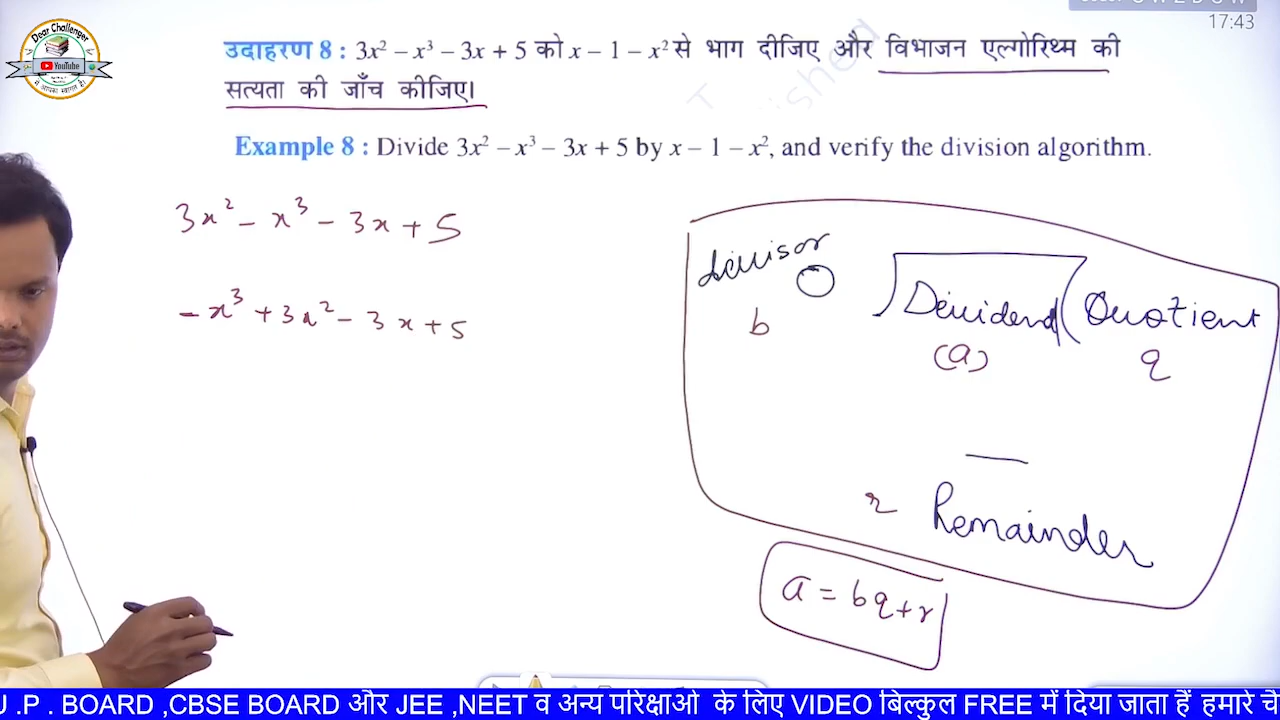 Dear Challenger
YouTube
में आपका स्वागत है!
17:43
उदाहरण 8 : 3x² – x³ – 3x + 5 को x – 1 – x² से भाग दीजिए और विभाजन एल्गोरिथ्म की
सत्यता की जाँच कीजिए।
Example 8 : Divide 3x² – x³ – 3x + 5 by x – 1 – x², and verify the division algorithm.
3x² – x³ – 3x + 5
– x³ + 3x² – 3x + 5
divisor
Dividend
Quotient
b
(a)
q
r Remainder
a = bq + r
U .P . BOARD ,CBSE BOARD और JEE ,NEET व अन्य परिक्षाओ के लिए VIDEO बिल्कुल FREE में दिया जाता हैं हमारे चै